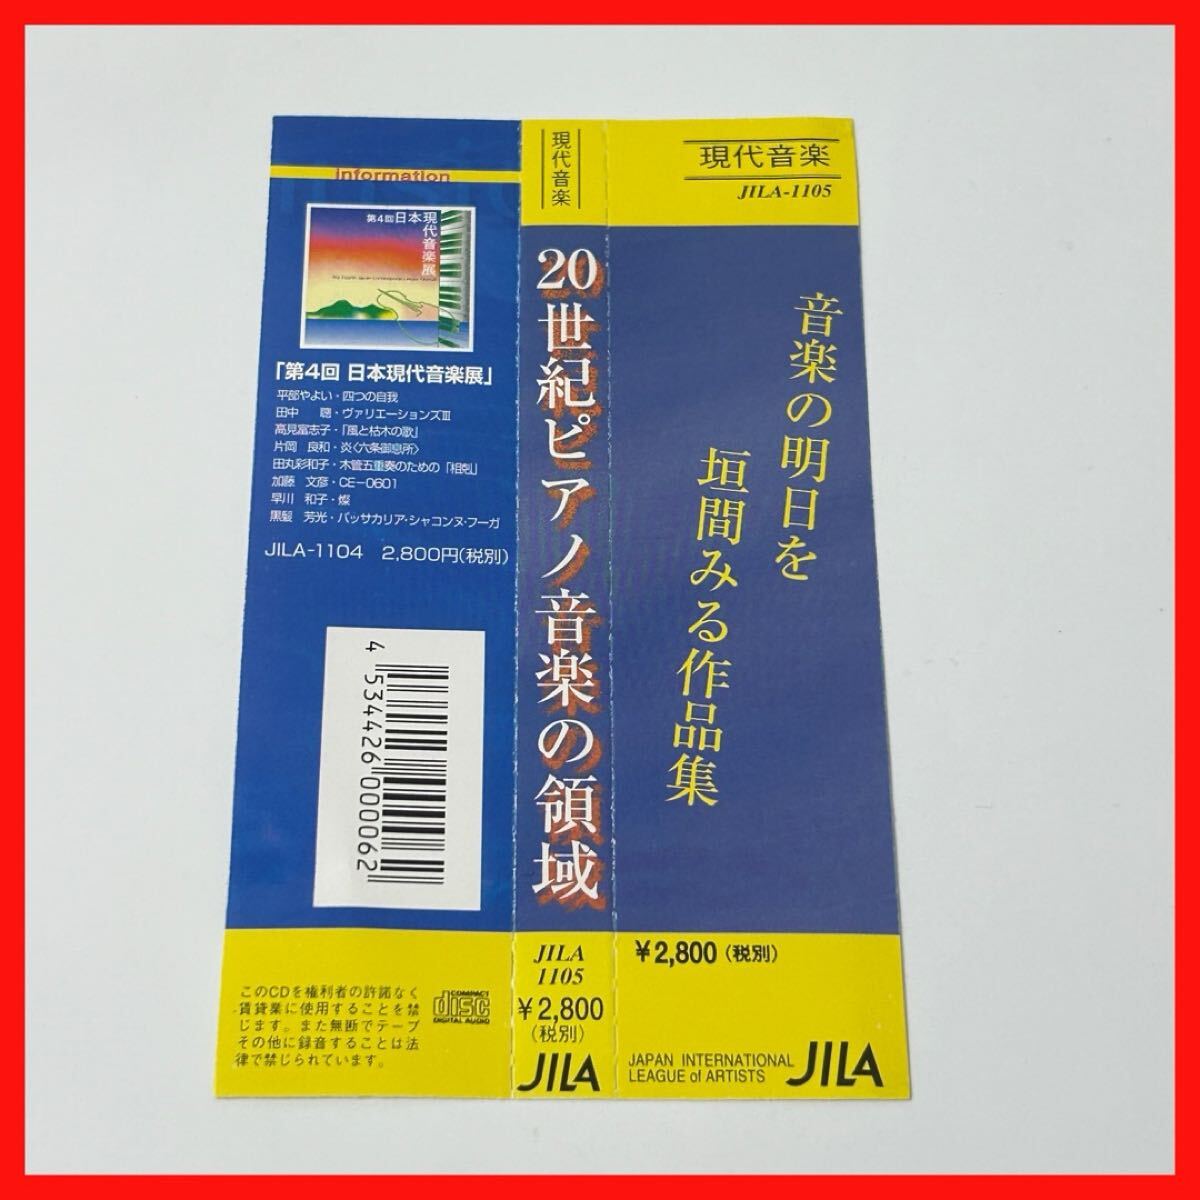 information
第4回日本現代音楽展
「第4回 日本現代音楽展」
平部やよい・四つの自我
田中 聰・ヴァリエーションズⅢ
高見富志子・「風と枯木の歌」
片岡 良和・炎〈六条御息所〉
田丸彩和子・木管五重奏のための「相剋」
加藤 文彦・CE-0601
早川 和子・燦
黒髪 芳光・パッサカリア・シャコンヌ・フーガ
JILA-1104 2,800円(税別)
4 534426 000062
このCDを権利者の許諾なく
賃貸業に使用することを禁
じます。また無断でテープ
その他に録音することは法
律で禁じられています。
COMPACT
disc
DIGITAL AUDIO
現代音楽
20世紀ピアノ音楽の領域
JILA
1105
¥2,800
(税別)
JILA
現代音楽
JILA-1105
音楽の明日を
垣間みる作品集
¥2,800 (税別)
JAPAN INTERNATIONAL
LEAGUE of ARTISTS
JILA